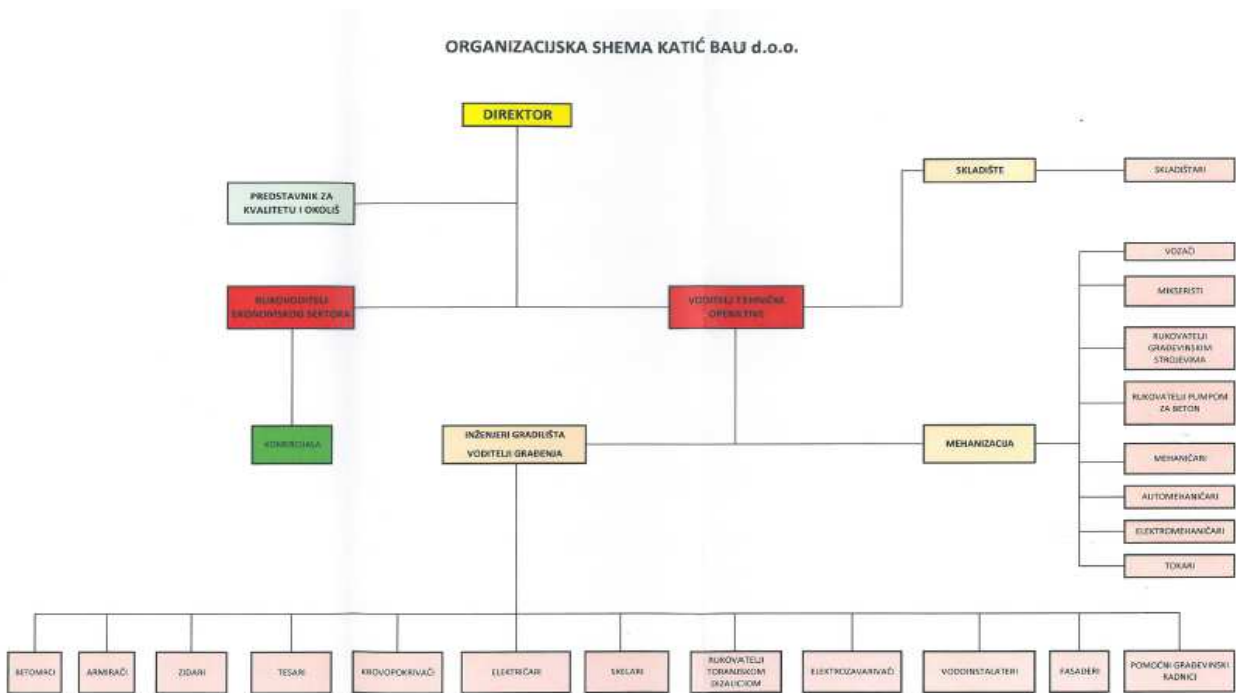 ORGANIZACIJSKA SHEMA KATIĆ BAU d.o.o.
DIREKTOR
SKLADIŠTE
SKLADIŠTARI
PREDSTAVNIK ZA
KVALITETU I OKOLIŠ
VOZAČI
MIKSERISTI
RUKOVODITELJ
EKONOMSKOG SEKTORA
VODITELJ TEHNIČKE
OPERATIVE
RUKOVATELJI
GRAĐEVINSKIM
STROJEVIMA
RUKOVATELJI PUMPOM
ZA BETON
KOMERCIJALA
INŽENJERI GRADILIŠTA
VODITELJI GRAĐENJA
MEHANIZACIJA
MEHANIČARI
AUTOMEHANIČARI
ELEKTROMEHANIČARI
TOKARI
BETONIACI
ARMIRAČI
ZIDARI
TESARI
KROVOPOKRIVAČI
ELEKTRIČARI
SKELARI
RUKOVATELJI
TORANJSKOM
DIZALICOM
ELEKTROZAVARIVAČI
VODOINSTALATERI
FASADERI
POMOĆNI GRAĐEVINSKI
RADNICI